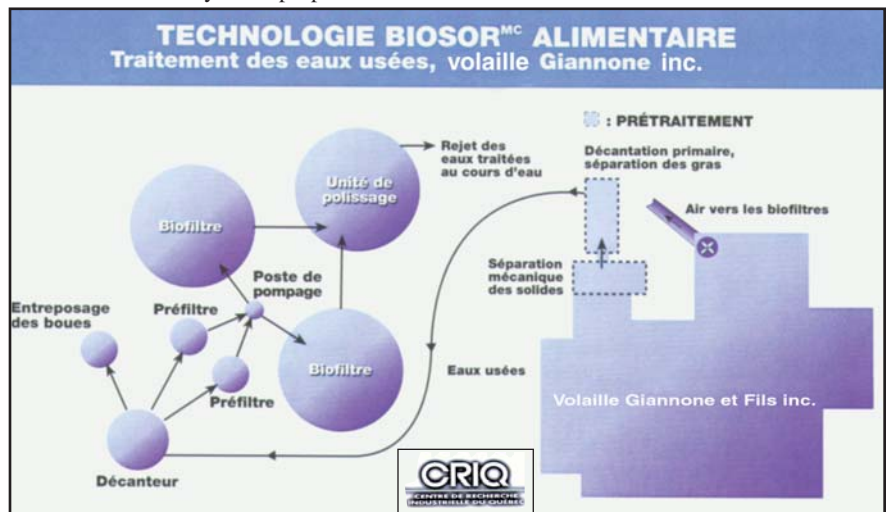 TECHNOLOGIE BIOSOR^MC ALIMENTAIRE
Traitement des eaux usées, volaille Giannone inc.
: PRÉTRAITEMENT
Décantation primaire,
séparation des gras
Rejet des
eaux traitées
au cours d'eau
Unité de
polissage
Air vers les biofiltres
Biofiltre
Séparation
mécanique
des solides
Poste de
pompage
Entreposage
des boues
Préfiltre
Biofiltre
Eaux usées
Préfiltre
Volaille Giannone et Fils inc.
Décanteur
CRIQ
CENTRE DE RECHERCHE
INDUSTRIELLE DU QUÉBEC